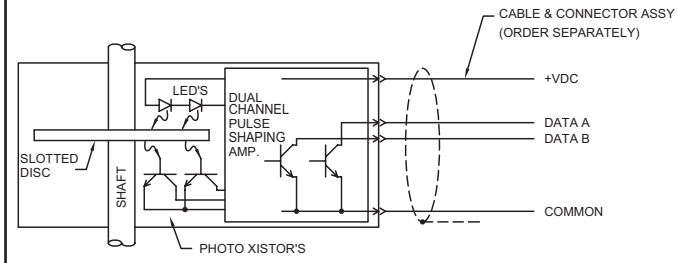 CABLE & CONNECTOR ASSY
(ORDER SEPARATELY)
+VDC
LED'S
DUAL
CHANNEL
PULSE
SHAPING
AMP.
DATA A
DATA B
SLOTTED
DISC
SHAFT
COMMON
PHOTO XISTOR'S